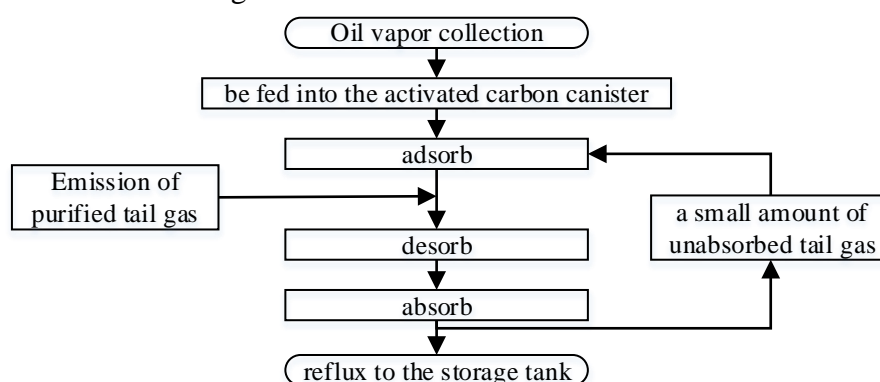 Oil vapor collection
be fed into the activated carbon canister
adsorb
Emission of
purified tail gas
a small amount of
unabsorbed tail gas
desorb
absorb
reflux to the storage tank